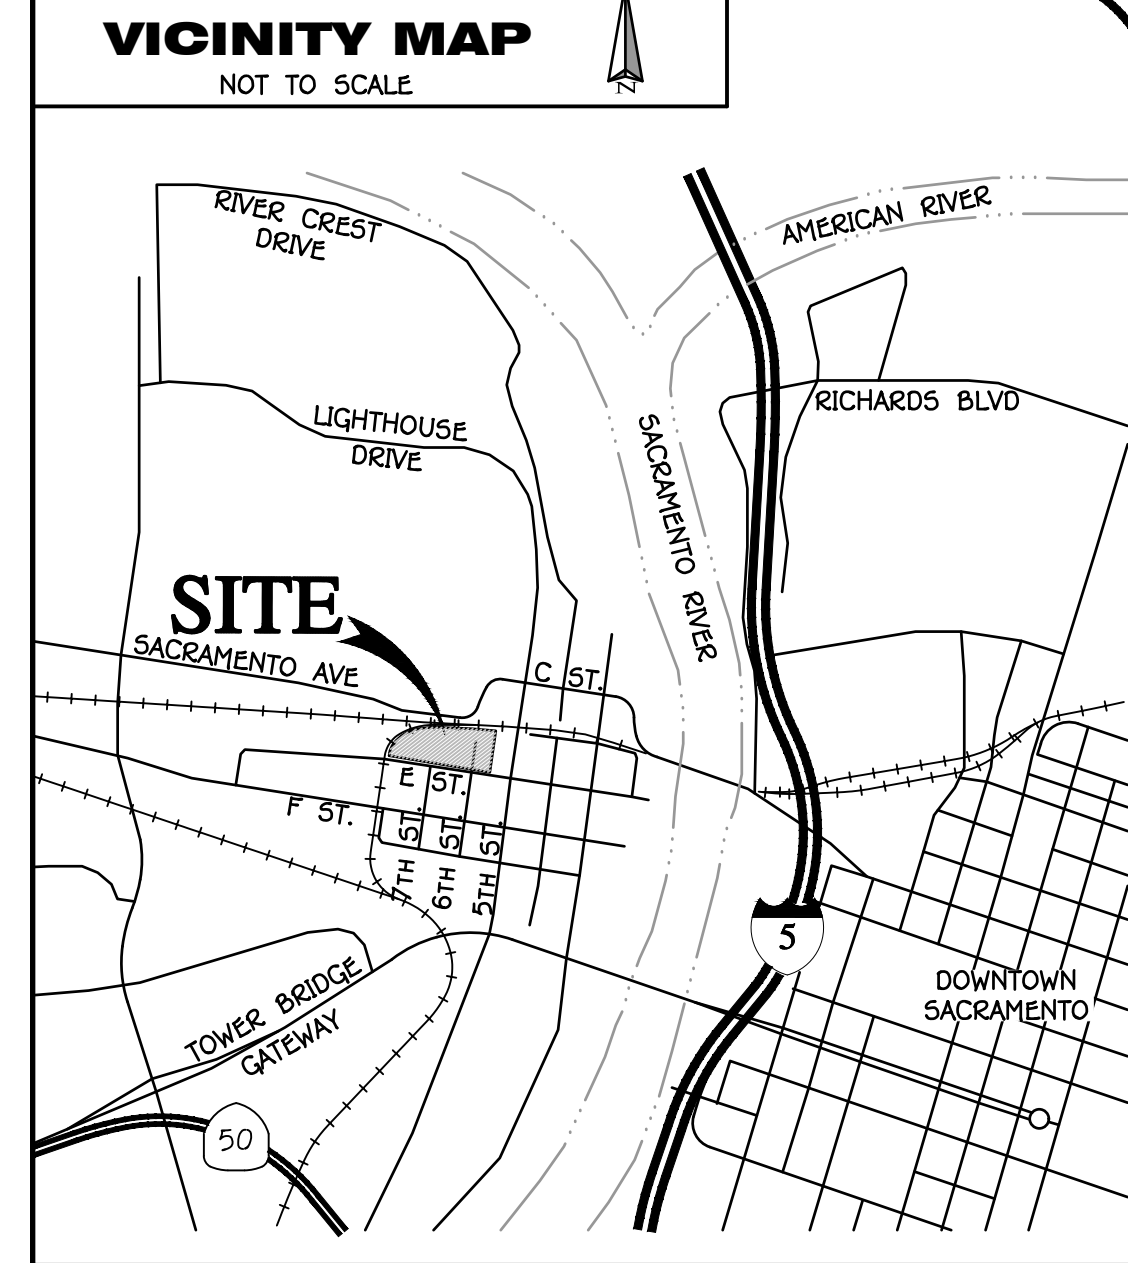 VICINITY MAP
NOT TO SCALE
N
RIVER CREST
DRIVE
AMERICAN RIVER
LIGHTHOUSE
DRIVE
RICHARDS BLVD
SACRAMENTO RIVER
SITE
SACRAMENTO AVE
C ST.
E ST.
F ST.
7TH ST.
6TH ST.
5TH ST.
5
DOWNTOWN
SACRAMENTO
TOWER BRIDGE
GATEWAY
50